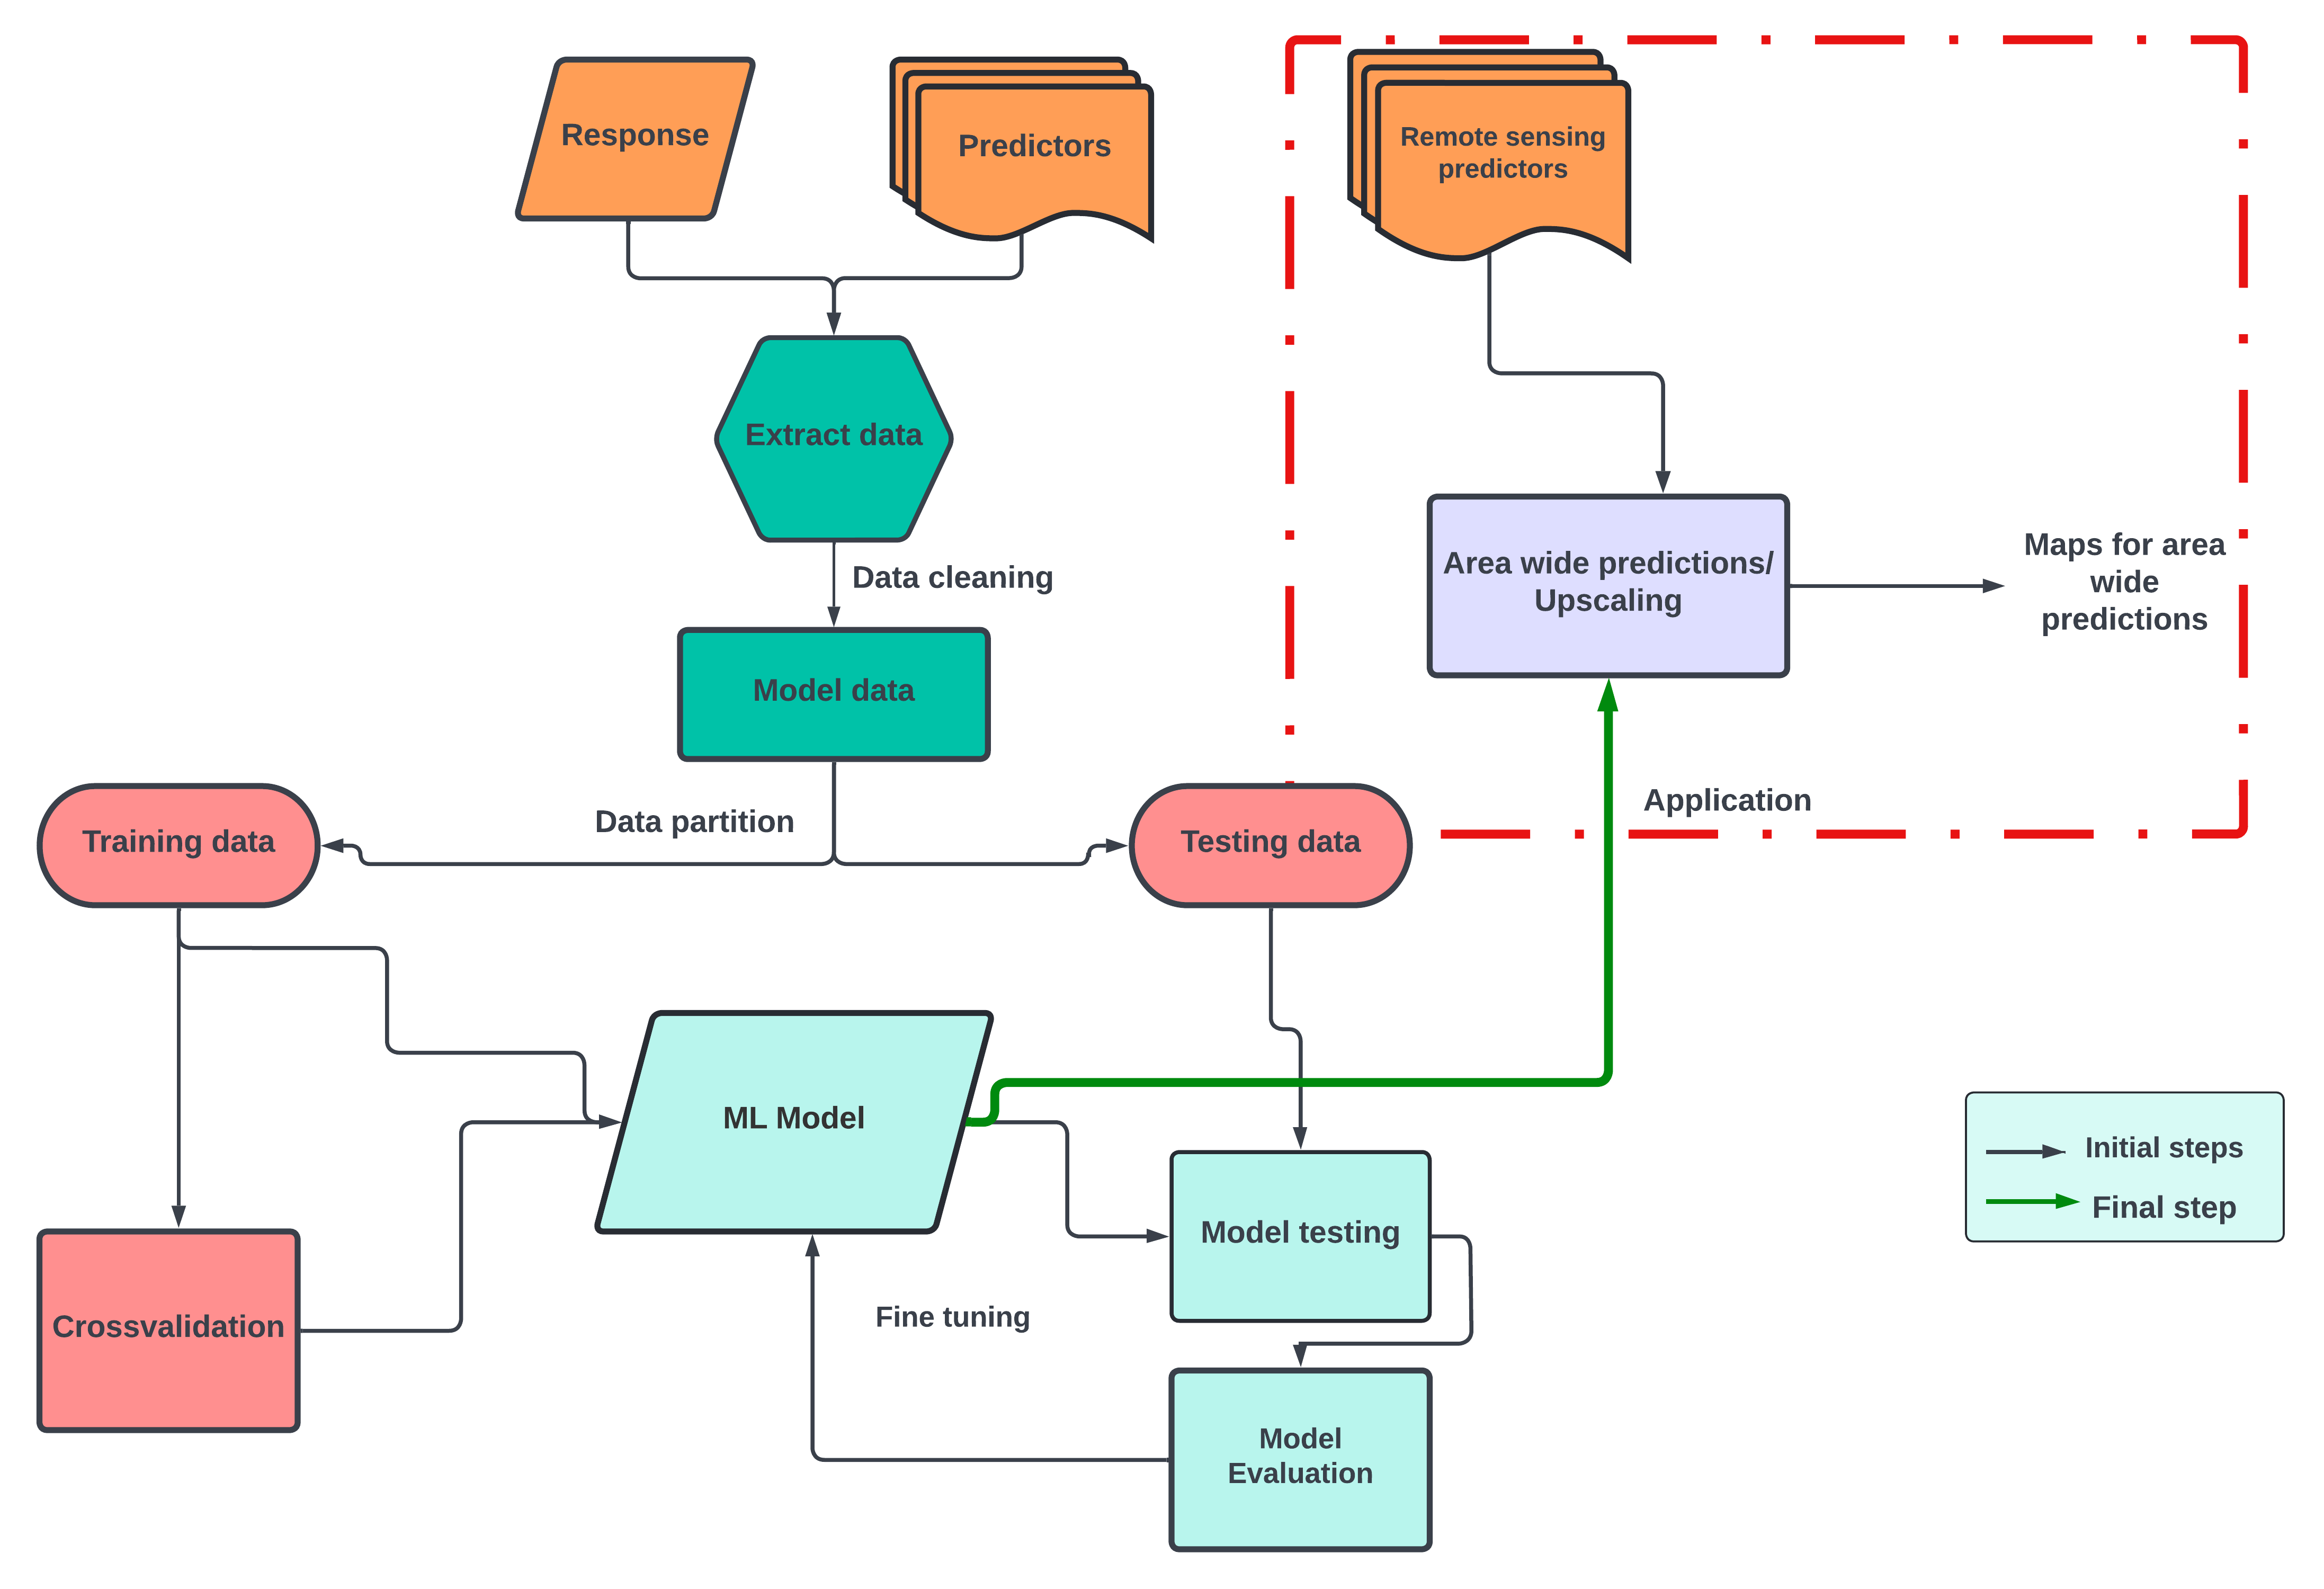 Response
Predictors
Remote sensing
predictors
Extract data
Data cleaning
Area wide predictions/
Upscaling
Maps for area
wide
predictions
Model data
Training data
Data partition
Testing data
Application
ML Model
Initial steps
Final step
Model testing
Crossvalidation
Fine tuning
Model
Evaluation